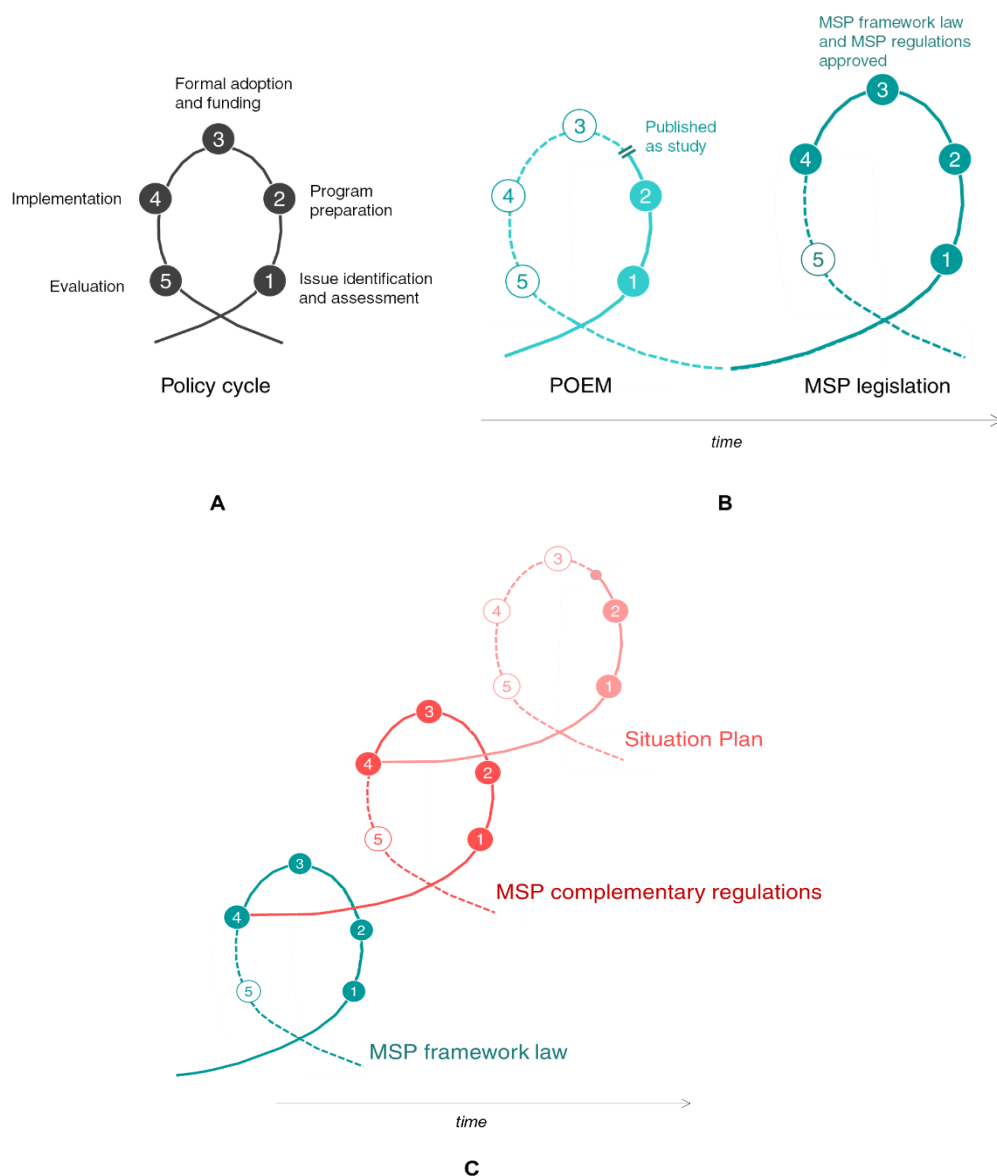 Formal adoption
and funding
3
Implementation
4
2
Program
preparation
Evaluation
5
1
Issue identification
and assessment
Policy cycle
A
3
Published
as study
4
2
5
1
POEM
MSP framework law
and MSP regulations
approved
3
4
2
5
1
MSP legislation
time
B
3
4
2
5
1
Situation Plan
3
4
2
5
1
MSP complementary regulations
3
4
2
5
1
MSP framework law
time
C